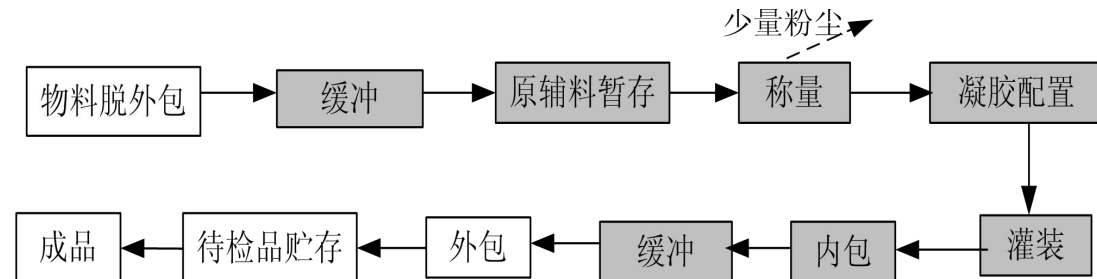 少量粉尘
物料脱外包
缓冲
原辅料暂存
称量
凝胶配置
灌装
内包
缓冲
外包
待检品贮存
成品